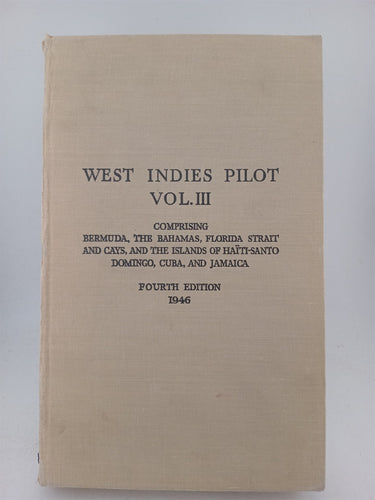 WEST INDIES PILOT
VOL. III
COMPRISING
BERMUDA, THE BAHAMAS, FLORIDA STRAIT
AND CAYS, AND THE ISLANDS OF HAÏTI-SANTO
DOMINGO, CUBA, AND JAMAICA
FOURTH EDITION
1946